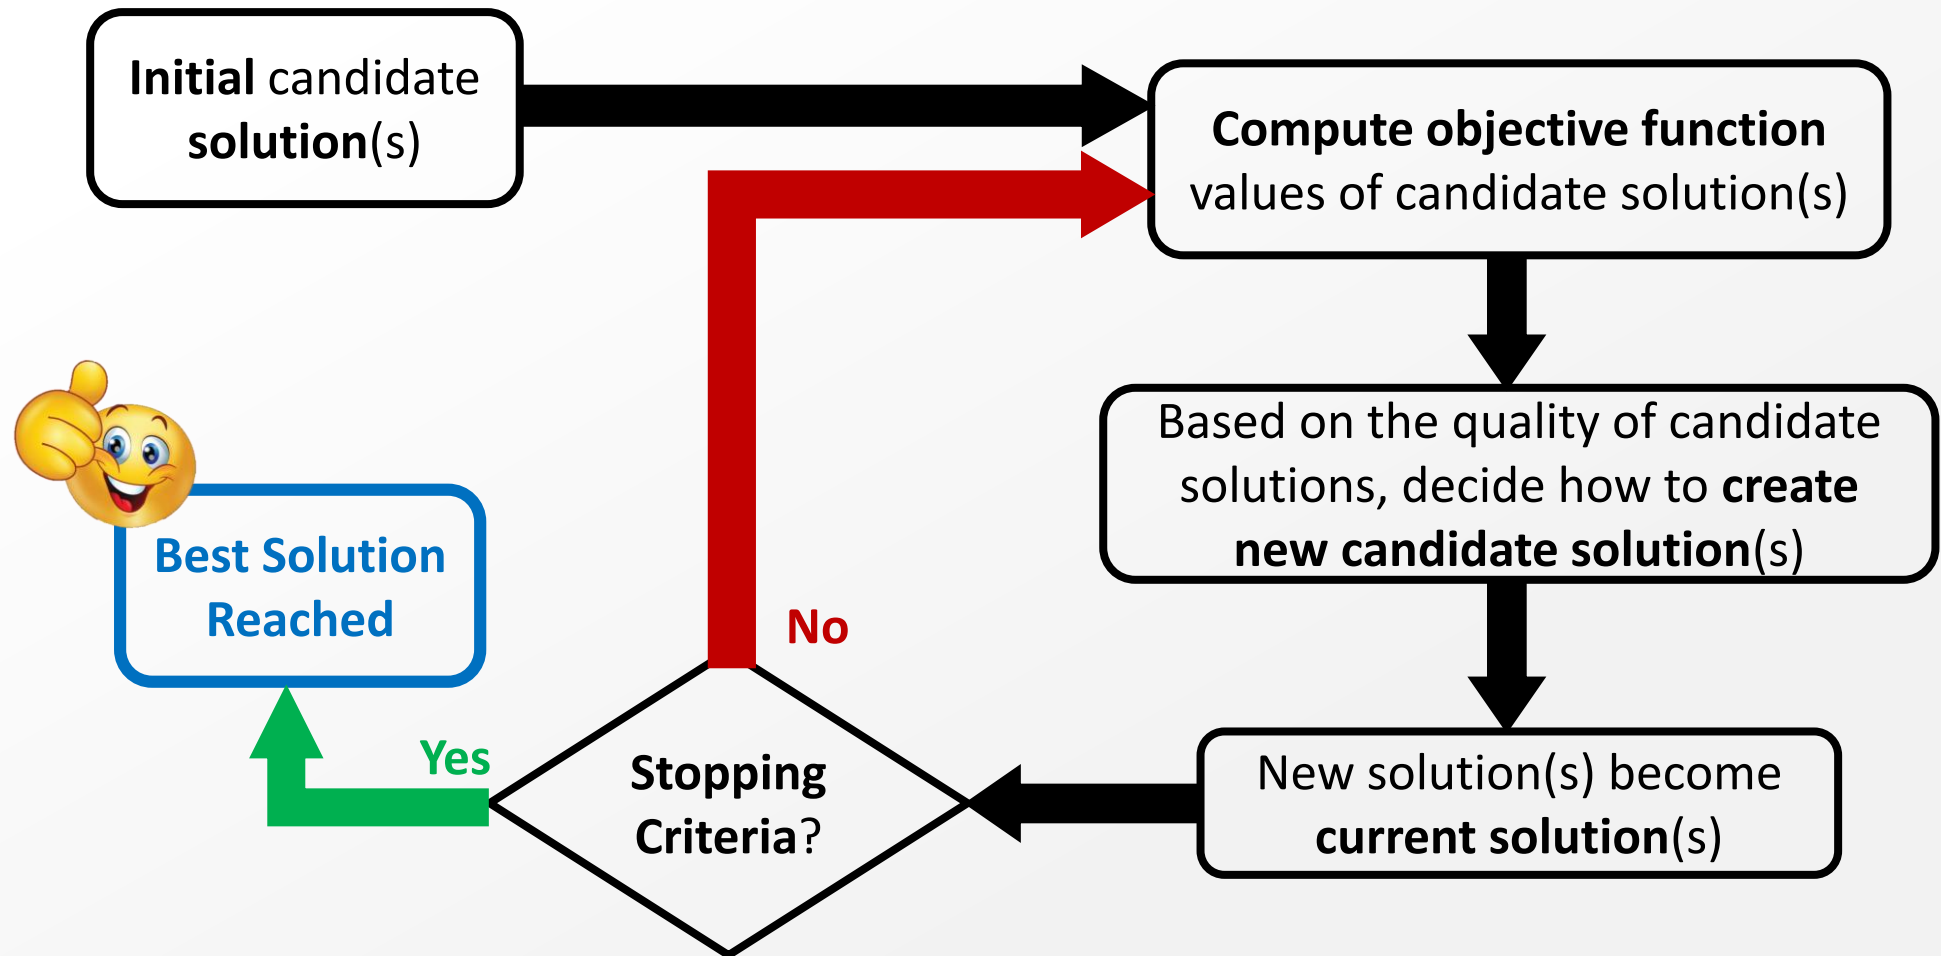 Initial candidate
solution(s)
Compute objective function
values of candidate solution(s)
Based on the quality of candidate
solutions, decide how to create
new candidate solution(s)
New solution(s) become
current solution(s)
Stopping
Criteria?
No
Yes
Best Solution
Reached